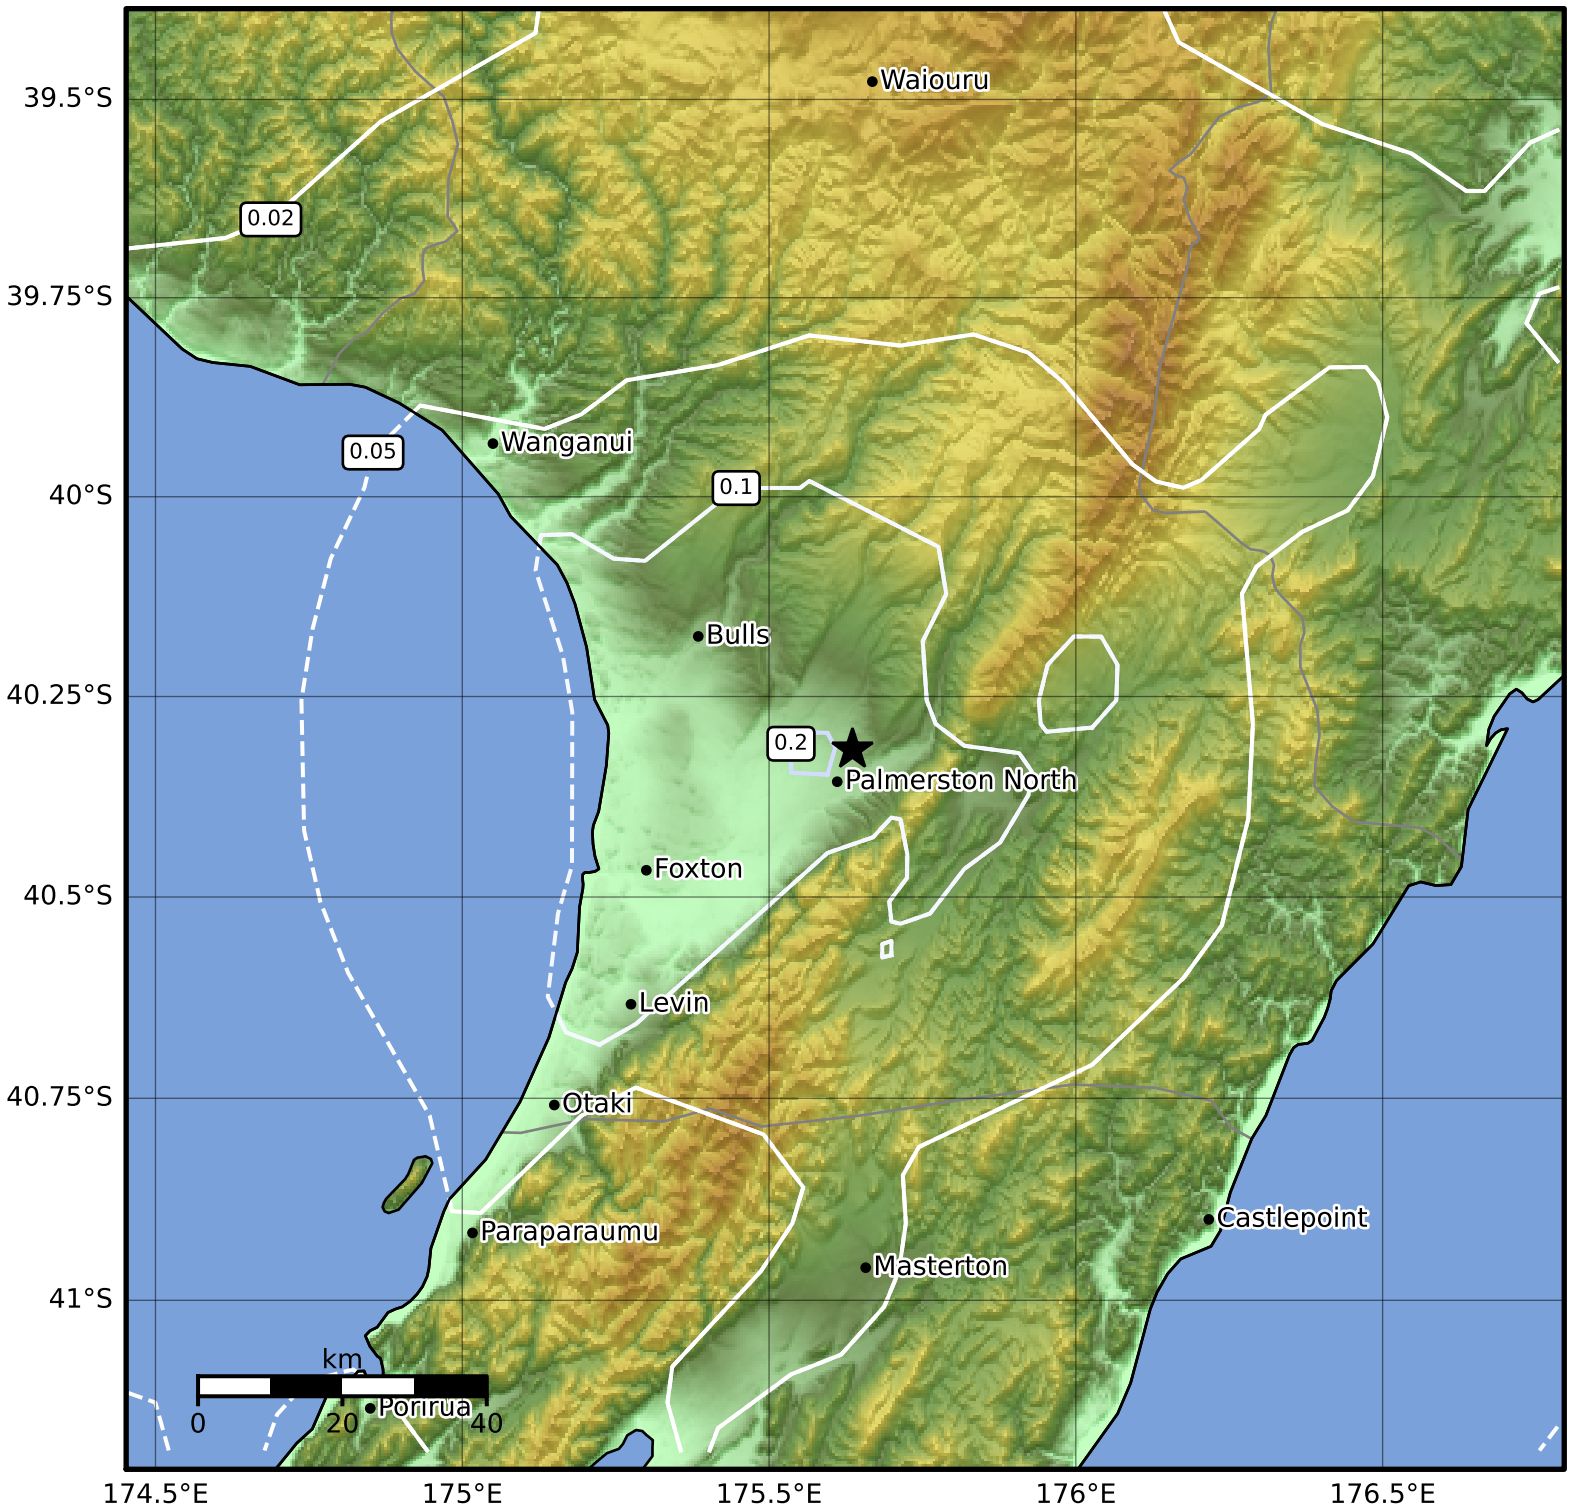 Waiouru
39.5°S
0.02
39.75°S
Wanganui
0.05
0.1
40°S
Bulls
40.25°S
0.2
Palmerston North
Foxton
40.5°S
Levin
40.75°S
Otaki
Castlepoint
Paraparaumu
Masterton
41°S
km
Porirua
0 20 40
174.5°E 175°E 175.5°E 176°E 176.5°E